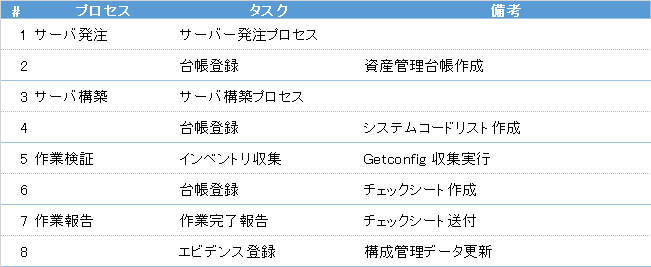 # プロセス タスク 備考
1 サーバ発注 サーバー発注プロセス
2 台帳登録 資産管理台帳作成
3 サーバ構築 サーバ構築プロセス
4 台帳登録 システムコードリスト作成
5 作業検証 インベントリ収集 Getconfig 収集実行
6 台帳登録 チェックシート作成
7 作業報告 作業完了報告 チェックシート送付
8 エビデンス登録 構成管理データ更新